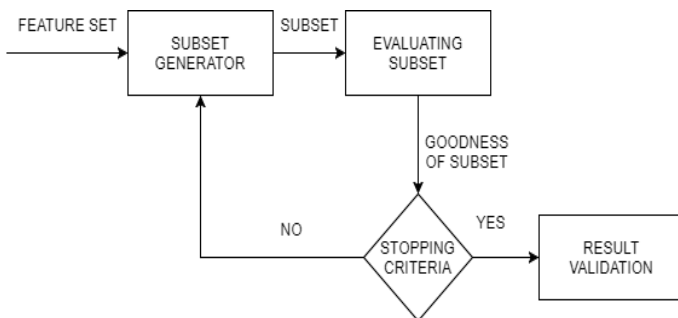 FEATURE SET
SUBSET
GENERATOR
SUBSET
EVALUATING
SUBSET
GOODNESS
OF SUBSET
NO
STOPPING
CRITERIA
YES
RESULT
VALIDATION